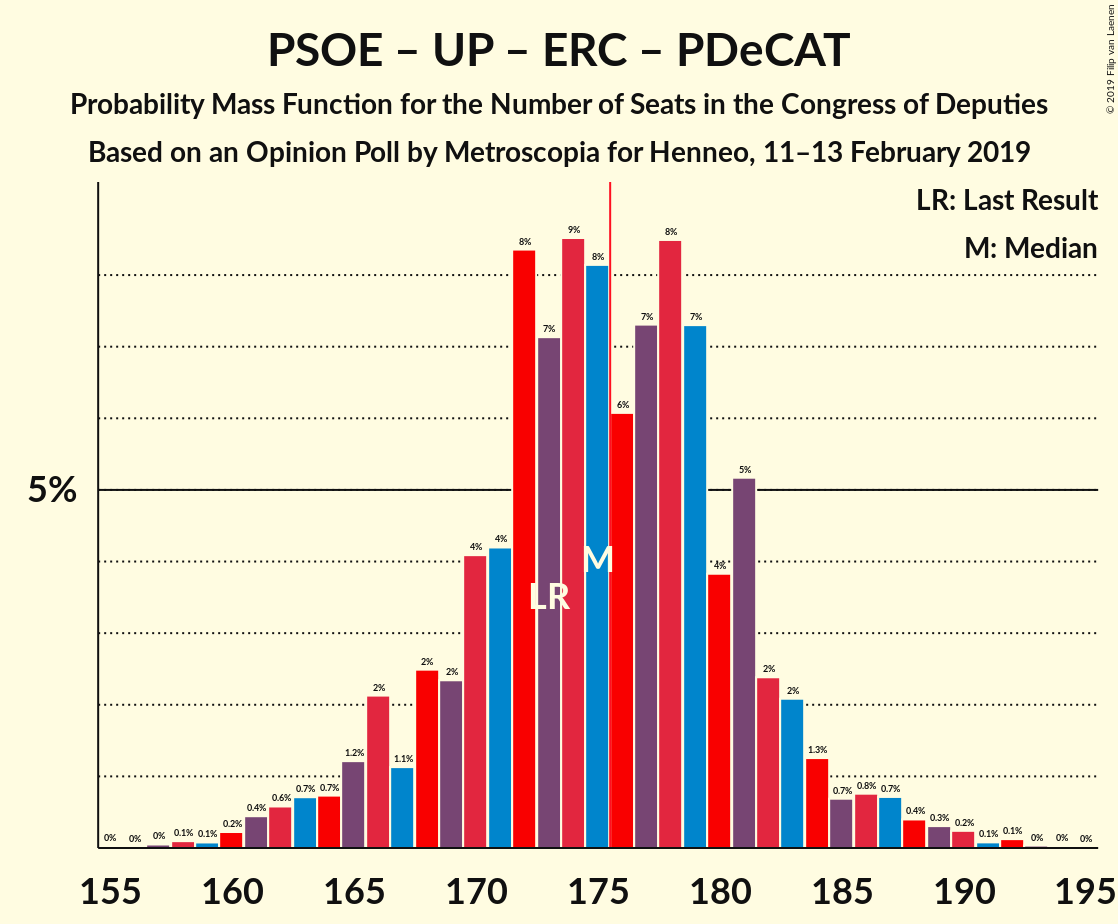 PSOE – UP – ERC – PDeCAT
Probability Mass Function for the Number of Seats in the Congress of Deputies
Based on an Opinion Poll by Metroscopia for Henneo, 11–13 February 2019
© 2019 Filip van Laenen
LR: Last Result
M: Median
5%
0% 0% 0% 0.1% 0.1% 0.2% 0.4% 0.6% 0.7% 0.7% 1.2% 2% 1.1% 2% 2% 4% 4% 8% 7% 9% 8% 6% 7% 8% 7% 4% 5% 2% 2% 1.3% 0.7% 0.8% 0.7% 0.4% 0.3% 0.2% 0.1% 0.1% 0% 0% 0%
M
LR
155 160 165 170 175 180 185 190 195